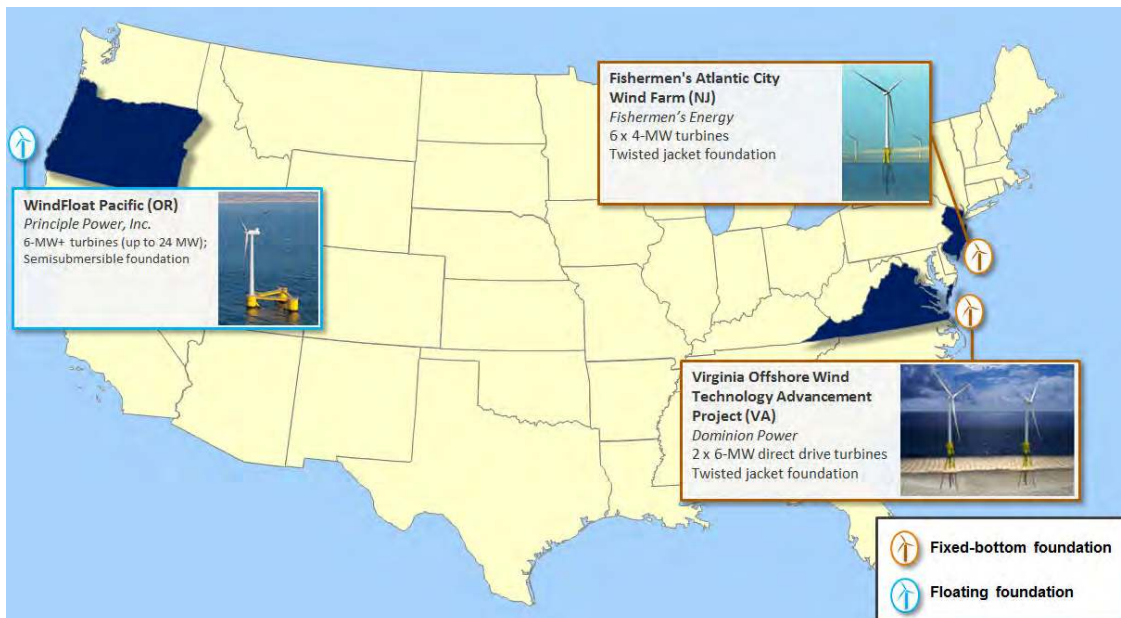 Fishermen's Atlantic City
Wind Farm (NJ)
Fishermen's Energy
6 x 4-MW turbines
Twisted jacket foundation
WindFloat Pacific (OR)
Principle Power, Inc.
6-MW+ turbines (up to 24 MW);
Semisubmersible foundation
Virginia Offshore Wind
Technology Advancement
Project (VA)
Dominion Power
2 x 6-MW direct drive turbines
Twisted jacket foundation
Fixed-bottom foundation
Floating foundation